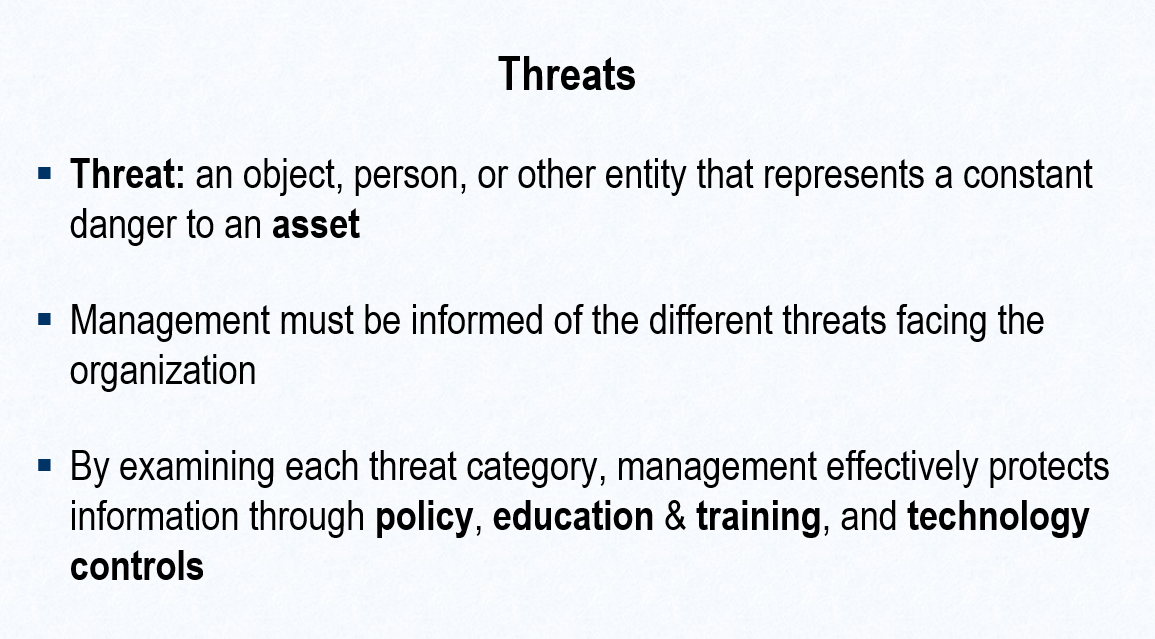 Threats
▪ Threat: an object, person, or other entity that represents a constant
danger to an asset
▪ Management must be informed of the different threats facing the
organization
▪ By examining each threat category, management effectively protects
information through policy, education & training, and technology
controls